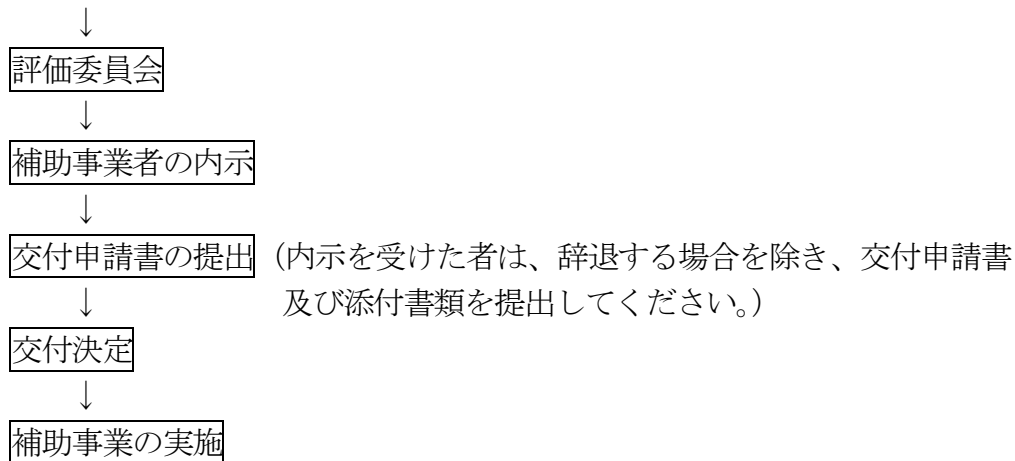 ↓
評価委員会
↓
補助事業者の内示
↓
交付申請書の提出（内示を受けた者は、辞退する場合を除き、交付申請書
↓　及び添付書類を提出してください。）
交付決定
↓
補助事業の実施